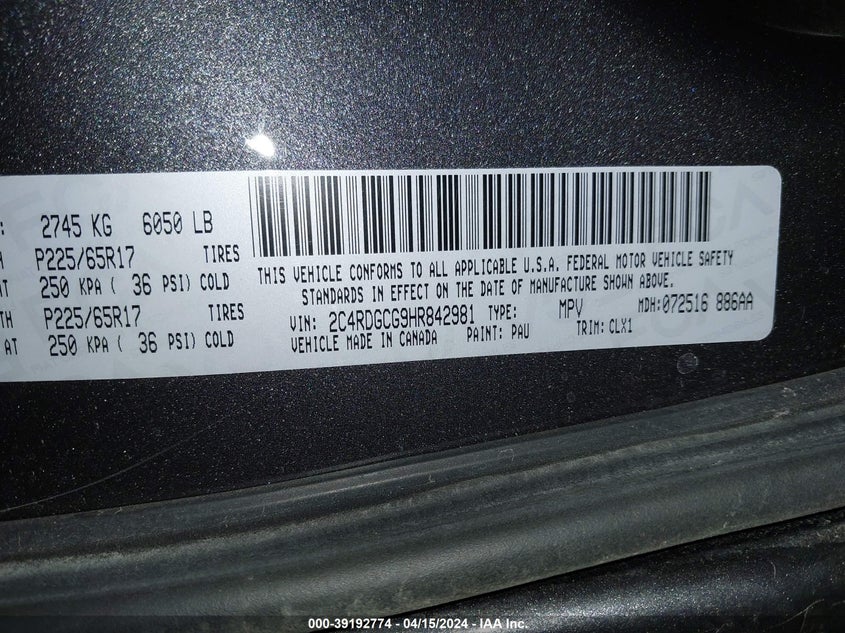 : 2745 KG 6050 LB
H P225/65R17 TIRES
AT 250 KPA ( 36 PSI) COLD
TH P225/65R17 TIRES
AT 250 KPA ( 36 PSI) COLD
THIS VEHICLE CONFORMS TO ALL APPLICABLE U.S.A. FEDERAL MOTOR VEHICLE SAFETY
STANDARDS IN EFFECT ON THE DATE OF MANUFACTURE SHOWN ABOVE.
VIN: 2C4RDGCG9HR842981 TYPE: MPV MDH: 072516 886AA
VEHICLE MADE IN CANADA PAINT: PAU TRIM: CLX1
000-39192774 - 04/15/2024 - IAA, Inc.